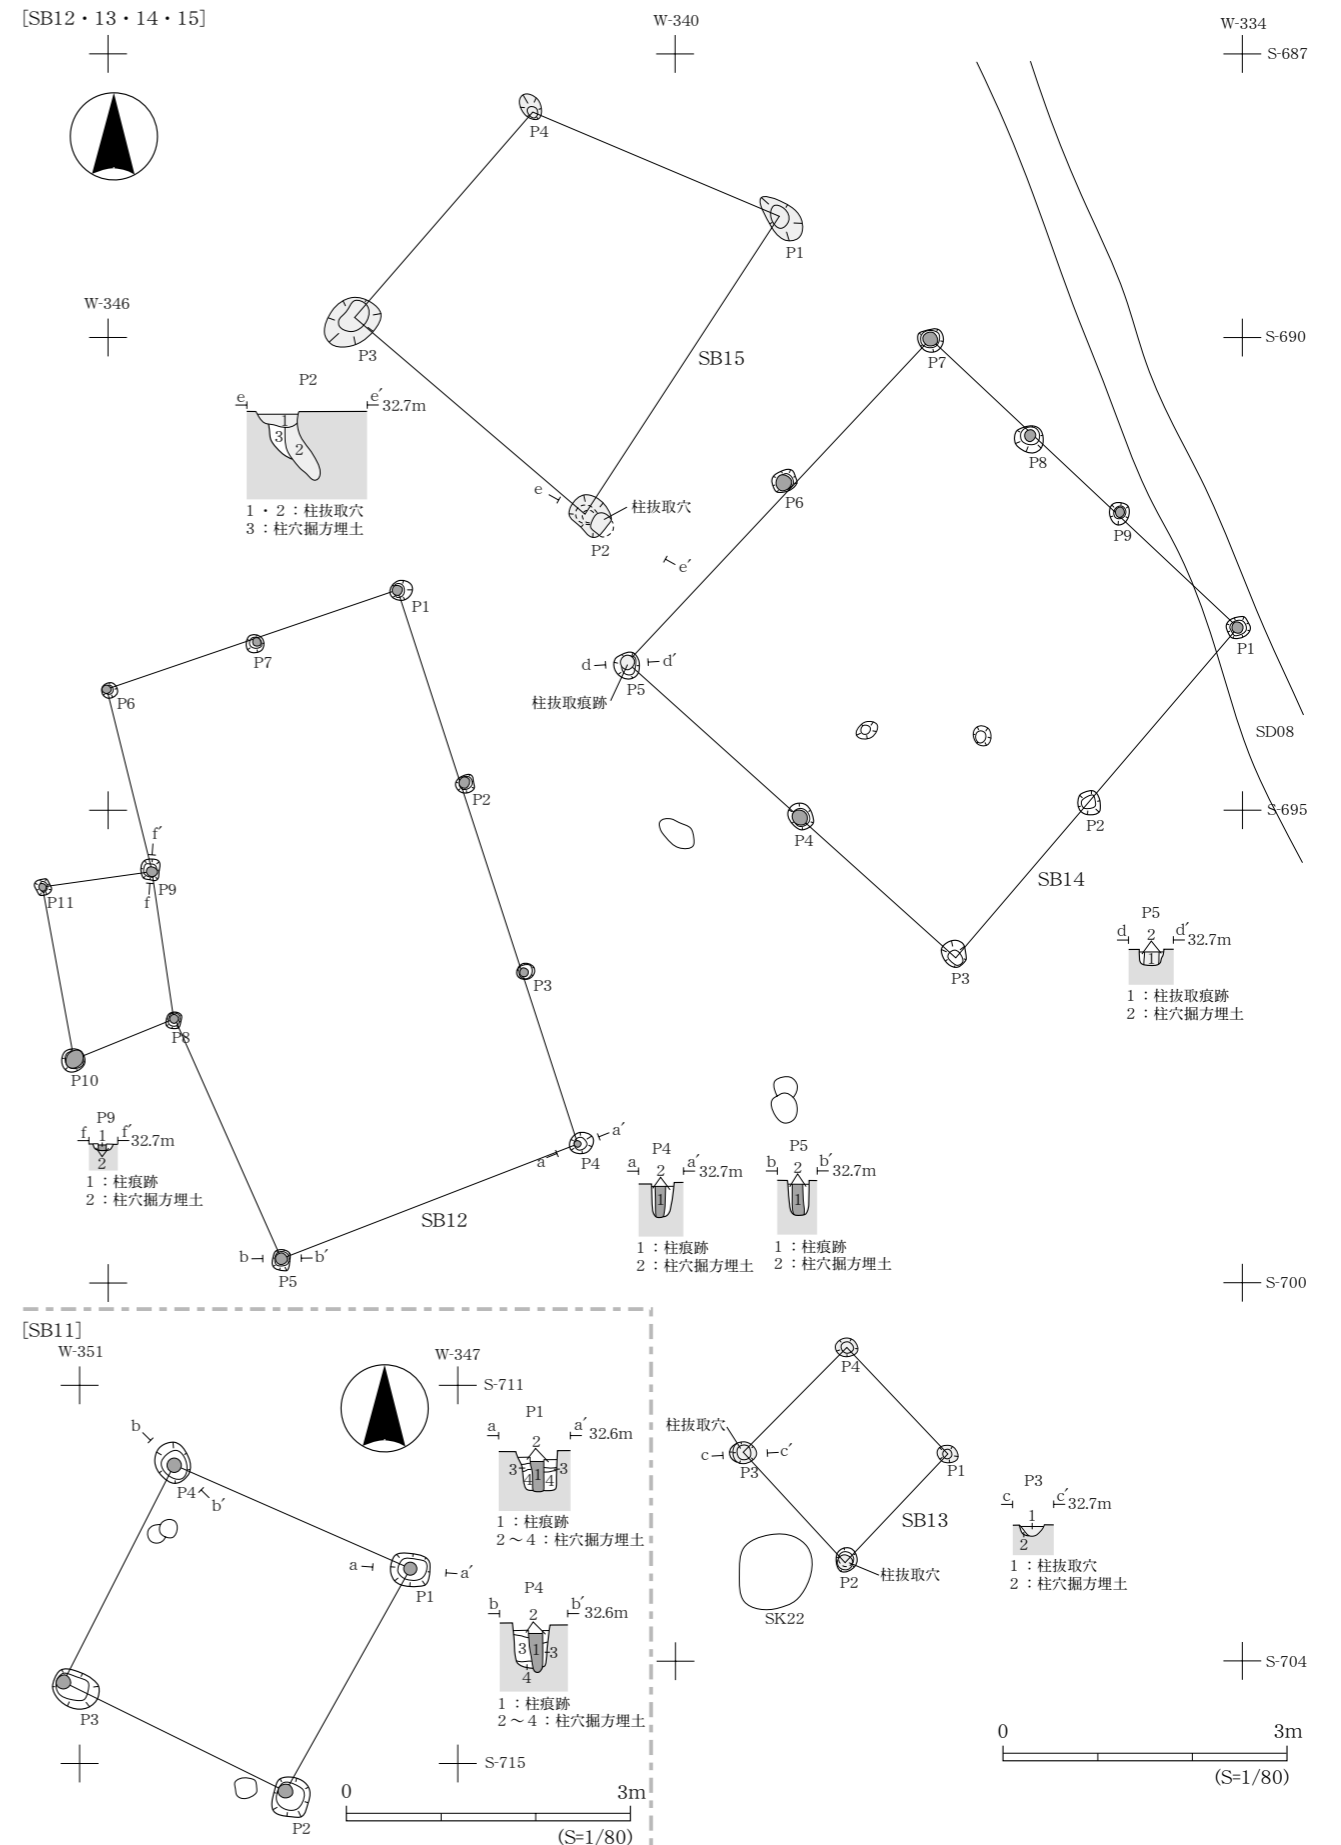 [SB12・13・14・15]
W-340
W-334
S-687
P4
P1
W-346
S-690
P3
SB15
P7
P2
e e′ 32.7m
1
3
2
1・2：柱抜取穴
3：柱穴掘方埋土
P8
P6
e
柱抜取穴
P9
P2
e′
P1
P7
P1
d d′
P5
P6
柱抜取痕跡
SD08
P2
S-695
P2
P4
f′
P9
SB14
P11
f
P5
d d′ 32.7m
2
1
1：柱抜取痕跡
2：柱穴掘方埋土
P3
P3
P8
P10
P9
f f′ 32.7m
1
2
1：柱痕跡
2：柱穴掘方埋土
a a′
P4
P4
a a′ 32.7m
2
1
1：柱痕跡
2：柱穴掘方埋土
P5
b b′ 32.7m
2
1
1：柱痕跡
2：柱穴掘方埋土
SB12
b b′
P5
S-700
[SB11]
W-351
W-347
S-711
P4
柱抜取穴
c c′
P3
P1
b
P4
b′
P1
a a′ 32.6m
2
3 3
4 1 4
1：柱痕跡
2～4：柱穴掘方埋土
SB13
P3
c c′ 32.7m
1
2
1：柱抜取穴
2：柱穴掘方埋土
a a′
P1
P2
柱抜取穴
SK22
P4
b b′ 32.6m
2
3 1 3
4
1：柱痕跡
2～4：柱穴掘方埋土
S-704
P3
S-715
P2
0 3m
(S=1/80)
0 3m
(S=1/80)